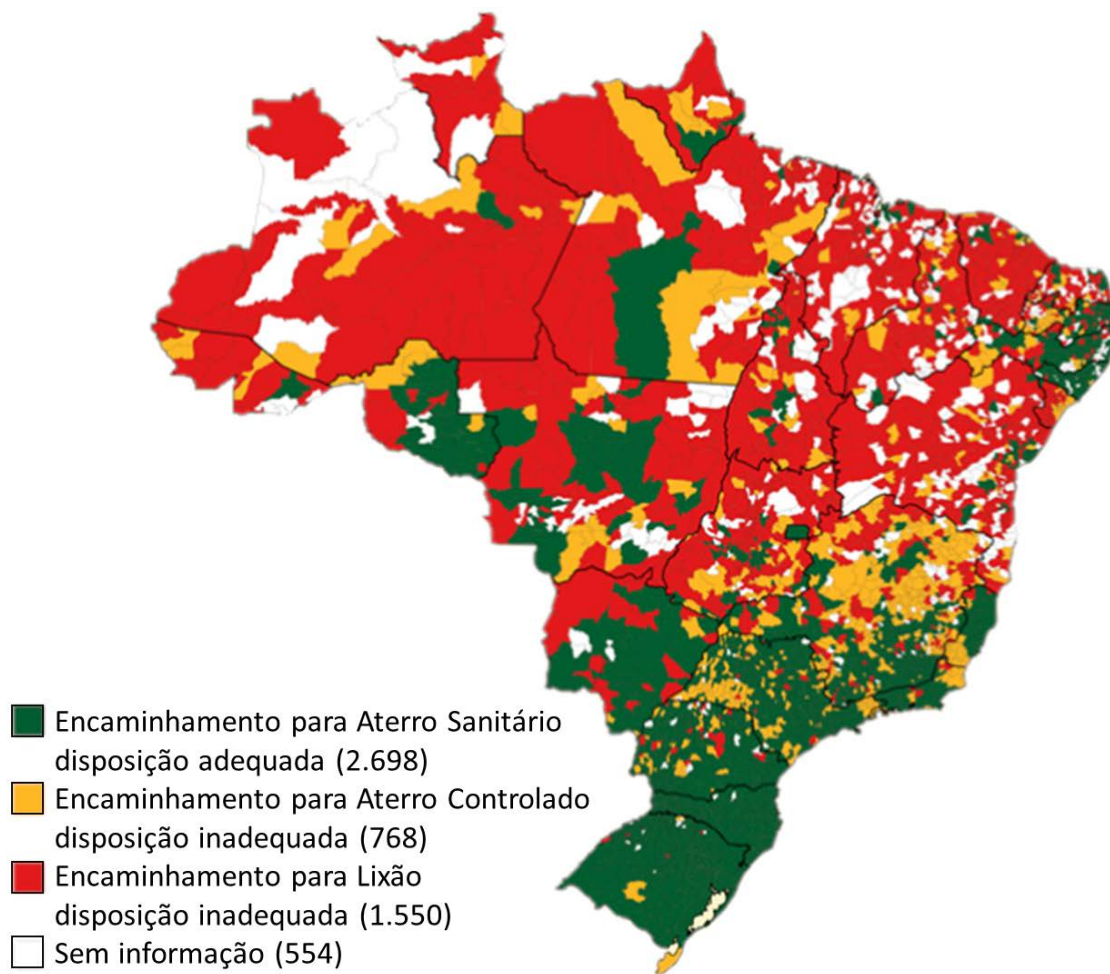 Encaminhamento para Aterro Sanitário
disposição adequada (2.698)
Encaminhamento para Aterro Controlado
disposição inadequada (768)
Encaminhamento para Lixão
disposição inadequada (1.550)
Sem informação (554)